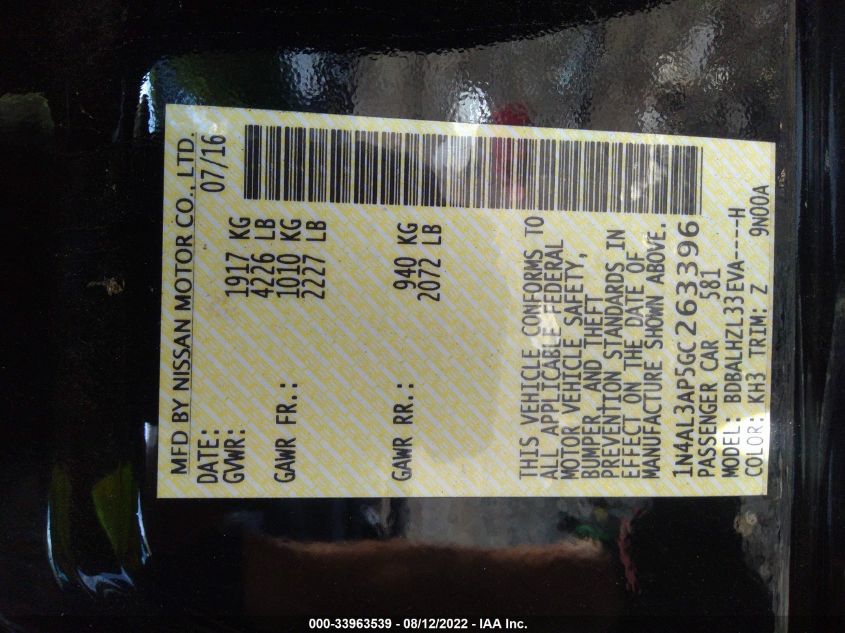 MFD BY NISSAN MOTOR CO., LTD.
DATE: 07/16
GVWR: 1917 KG
4226 LB
GAWR FR.: 1010 KG
2227 LB
GAWR RR.: 940 KG
2072 LB
THIS VEHICLE CONFORMS TO
ALL APPLICABLE FEDERAL
MOTOR VEHICLE SAFETY,
BUMPER, AND THEFT
PREVENTION STANDARDS IN
EFFECT ON THE DATE OF
MANUFACTURE SHOWN ABOVE.
1N4AL3AP5GC263396
PASSENGER CAR 581
MODEL: BDBALHZL33EVA----H
COLOR: KH3 TRIM: Z 9N00A
000-33963539 - 08/12/2022 - IAA Inc.